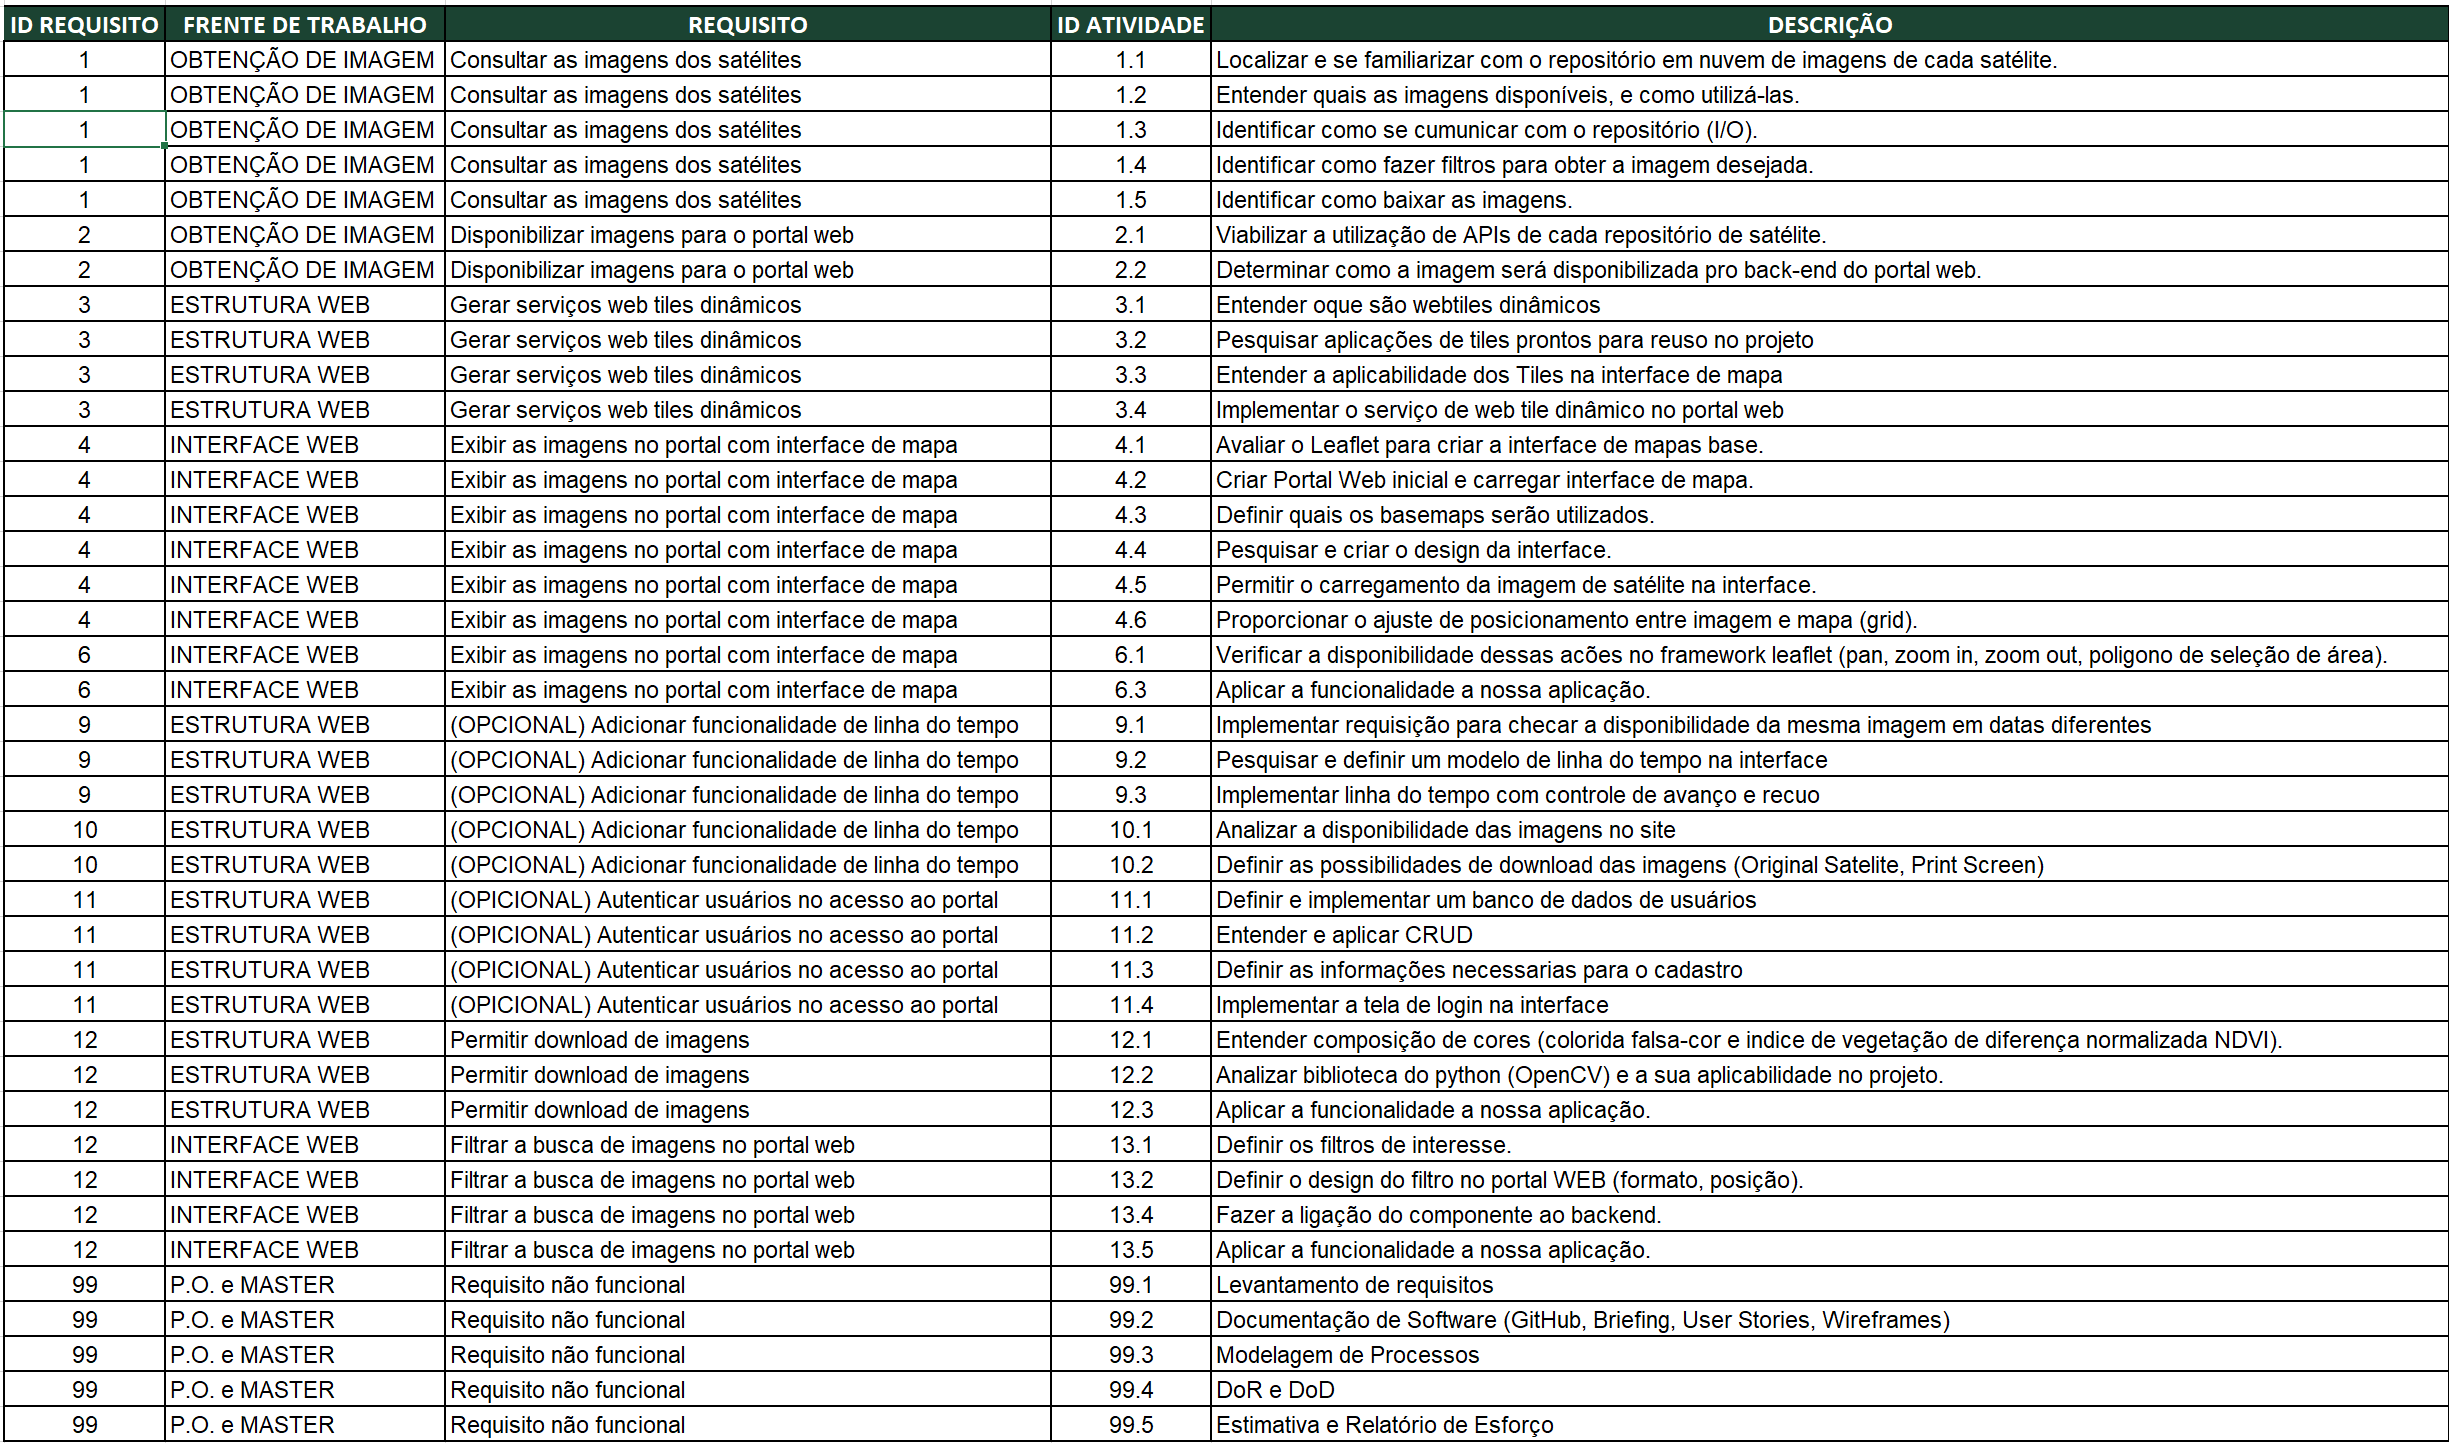 ID REQUISITO FRENTE DE TRABALHO REQUISITO ID ATIVIDADE DESCRIÇÃO
1 OBTENÇÃO DE IMAGEM Consultar as imagens dos satélites 1.1 Localizar e se familiarizar com o repositório em nuvem de imagens de cada satélite.
1 OBTENÇÃO DE IMAGEM Consultar as imagens dos satélites 1.2 Entender quais as imagens disponíveis, e como utilizá-las.
1 OBTENÇÃO DE IMAGEM Consultar as imagens dos satélites 1.3 Identificar como se cumunicar com o repositório (I/O).
1 OBTENÇÃO DE IMAGEM Consultar as imagens dos satélites 1.4 Identificar como fazer filtros para obter a imagem desejada.
1 OBTENÇÃO DE IMAGEM Consultar as imagens dos satélites 1.5 Identificar como baixar as imagens.
2 OBTENÇÃO DE IMAGEM Disponibilizar imagens para o portal web 2.1 Viabilizar a utilização de APIs de cada repositório de satélite.
2 OBTENÇÃO DE IMAGEM Disponibilizar imagens para o portal web 2.2 Determinar como a imagem será disponibilizada pro back-end do portal web.
3 ESTRUTURA WEB Gerar serviços web tiles dinâmicos 3.1 Entender oque são webtiles dinâmicos
3 ESTRUTURA WEB Gerar serviços web tiles dinâmicos 3.2 Pesquisar aplicações de tiles prontos para reuso no projeto
3 ESTRUTURA WEB Gerar serviços web tiles dinâmicos 3.3 Entender a aplicabilidade dos Tiles na interface de mapa
3 ESTRUTURA WEB Gerar serviços web tiles dinâmicos 3.4 Implementar o serviço de web tile dinâmico no portal web
4 INTERFACE WEB Exibir as imagens no portal com interface de mapa 4.1 Avaliar o Leaflet para criar a interface de mapas base.
4 INTERFACE WEB Exibir as imagens no portal com interface de mapa 4.2 Criar Portal Web inicial e carregar interface de mapa.
4 INTERFACE WEB Exibir as imagens no portal com interface de mapa 4.3 Definir quais os basemaps serão utilizados.
4 INTERFACE WEB Exibir as imagens no portal com interface de mapa 4.4 Pesquisar e criar o design da interface.
4 INTERFACE WEB Exibir as imagens no portal com interface de mapa 4.5 Permitir o carregamento da imagem de satélite na interface.
4 INTERFACE WEB Exibir as imagens no portal com interface de mapa 4.6 Proporcionar o ajuste de posicionamento entre imagem e mapa (grid).
6 INTERFACE WEB Exibir as imagens no portal com interface de mapa 6.1 Verificar a disponibilidade dessas acões no framework leaflet (pan, zoom in, zoom out, poligono de seleção de área).
6 INTERFACE WEB Exibir as imagens no portal com interface de mapa 6.3 Aplicar a funcionalidade a nossa aplicação.
9 ESTRUTURA WEB (OPCIONAL) Adicionar funcionalidade de linha do tempo 9.1 Implementar requisição para checar a disponibilidade da mesma imagem em datas diferentes
9 ESTRUTURA WEB (OPCIONAL) Adicionar funcionalidade de linha do tempo 9.2 Pesquisar e definir um modelo de linha do tempo na interface
9 ESTRUTURA WEB (OPCIONAL) Adicionar funcionalidade de linha do tempo 9.3 Implementar linha do tempo com controle de avanço e recuo
10 ESTRUTURA WEB (OPCIONAL) Adicionar funcionalidade de linha do tempo 10.1 Analizar a disponibilidade das imagens no site
10 ESTRUTURA WEB (OPCIONAL) Adicionar funcionalidade de linha do tempo 10.2 Definir as possibilidades de download das imagens (Original Satelite, Print Screen)
11 ESTRUTURA WEB (OPICIONAL) Autenticar usuários no acesso ao portal 11.1 Definir e implementar um banco de dados de usuários
11 ESTRUTURA WEB (OPICIONAL) Autenticar usuários no acesso ao portal 11.2 Entender e aplicar CRUD
11 ESTRUTURA WEB (OPICIONAL) Autenticar usuários no acesso ao portal 11.3 Definir as informações necessarias para o cadastro
11 ESTRUTURA WEB (OPICIONAL) Autenticar usuários no acesso ao portal 11.4 Implementar a tela de login na interface
12 ESTRUTURA WEB Permitir download de imagens 12.1 Entender composição de cores (colorida falsa-cor e indice de vegetação de diferença normalizada NDVI).
12 ESTRUTURA WEB Permitir download de imagens 12.2 Analizar biblioteca do python (OpenCV) e a sua aplicabilidade no projeto.
12 ESTRUTURA WEB Permitir download de imagens 12.3 Aplicar a funcionalidade a nossa aplicação.
12 INTERFACE WEB Filtrar a busca de imagens no portal web 13.1 Definir os filtros de interesse.
12 INTERFACE WEB Filtrar a busca de imagens no portal web 13.2 Definir o design do filtro no portal WEB (formato, posição).
12 INTERFACE WEB Filtrar a busca de imagens no portal web 13.4 Fazer a ligação do componente ao backend.
12 INTERFACE WEB Filtrar a busca de imagens no portal web 13.5 Aplicar a funcionalidade a nossa aplicação.
99 P.O. e MASTER Requisito não funcional 99.1 Levantamento de requisitos
99 P.O. e MASTER Requisito não funcional 99.2 Documentação de Software (GitHub, Briefing, User Stories, Wireframes)
99 P.O. e MASTER Requisito não funcional 99.3 Modelagem de Processos
99 P.O. e MASTER Requisito não funcional 99.4 DoR e DoD
99 P.O. e MASTER Requisito não funcional 99.5 Estimativa e Relatório de Esforço